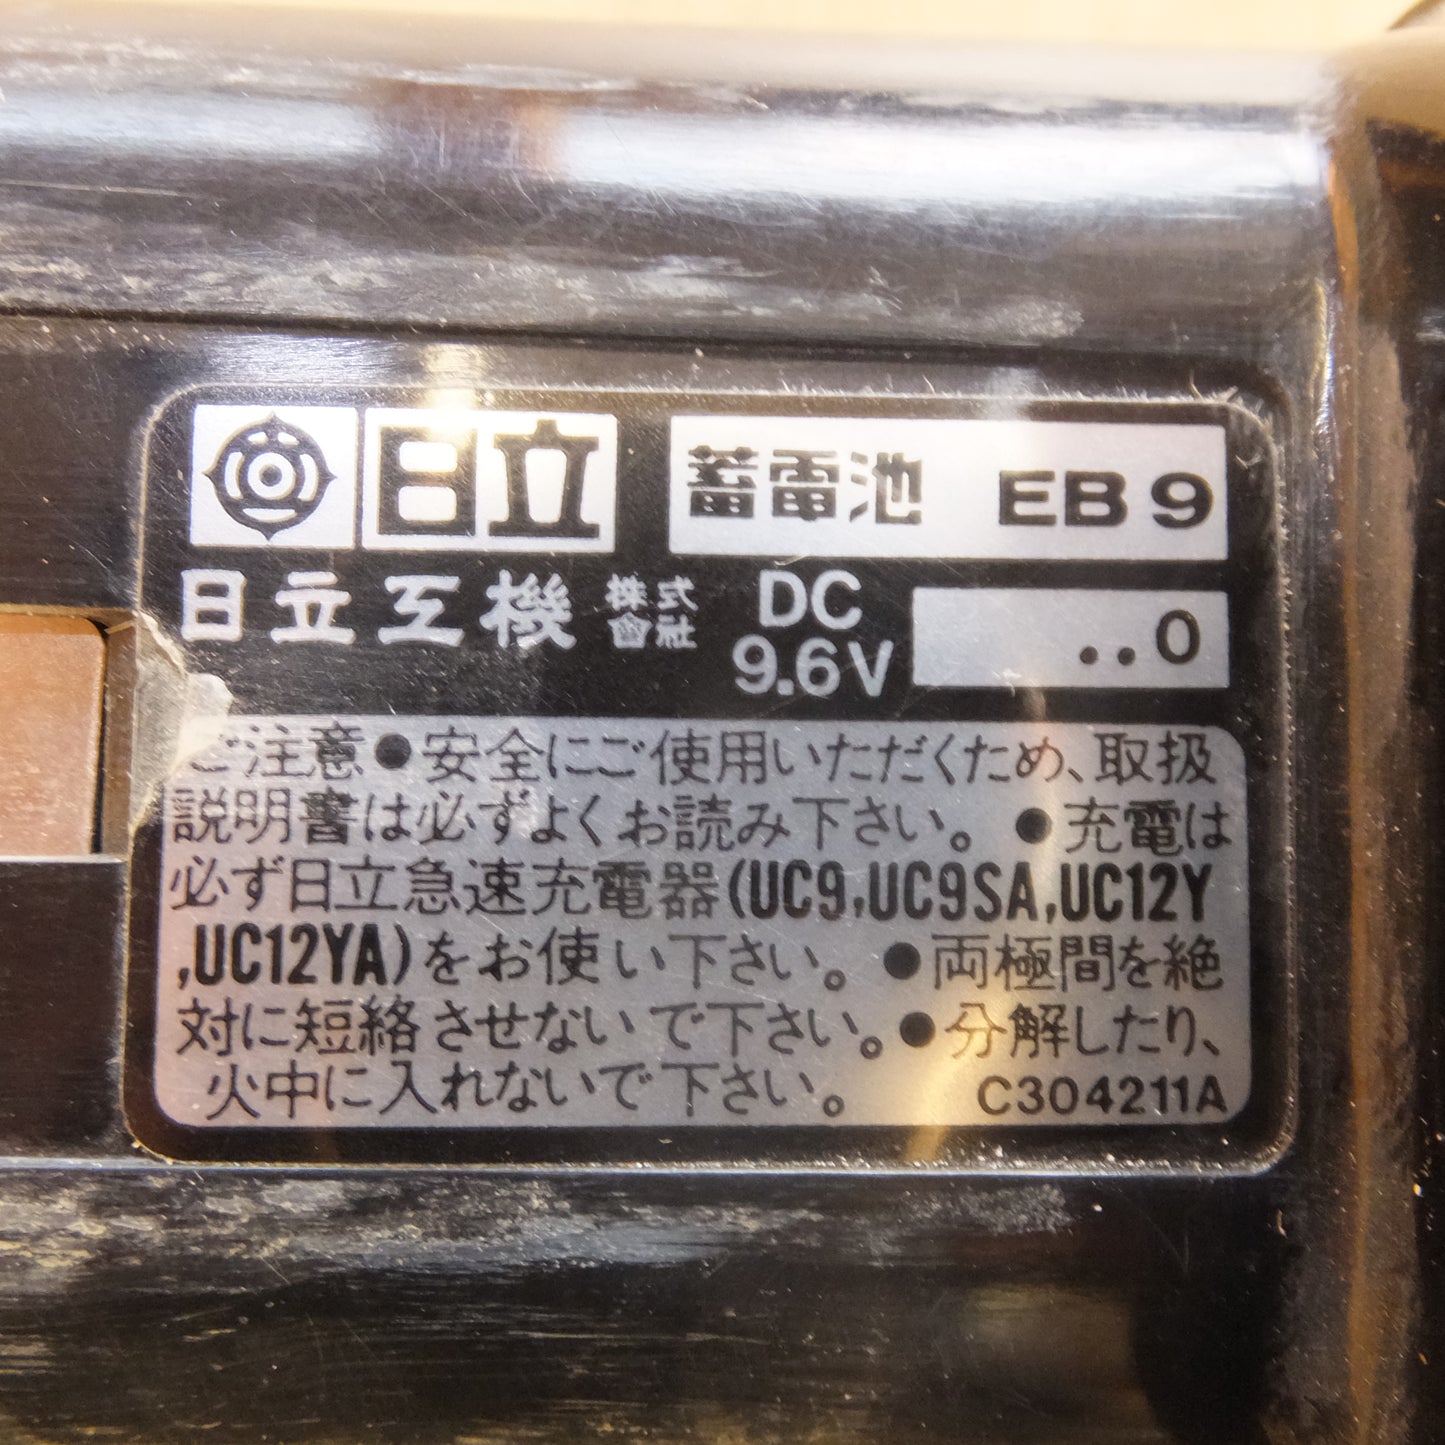 日立 蓄電池 EB 9
日立工機 株式會社 DC 9.6V ..0
ご注意●安全にご使用いただくため、取扱
説明書は必ずよくお読み下さい。●充電は
必ず日立急速充電器(UC9,UC9SA,UC12Y
,UC12YA)をお使い下さい。●両極間を絶
対に短絡させないで下さい。●分解したり、
火中に入れないで下さい。 C304211A